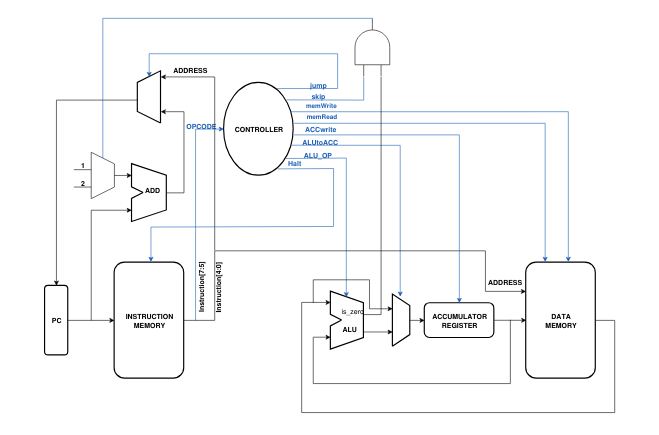 ADDRESS
jump
skip
memWrite
memRead
OPCODE
CONTROLLER
ACCwrite
ALUtoACC
ALU_OP
Halt
1
2
ADD
Instruction[7:5]
Instruction[4:0]
ADDRESS
PC
INSTRUCTION
MEMORY
is_zero
ALU
ACCUMULATOR
REGISTER
DATA
MEMORY